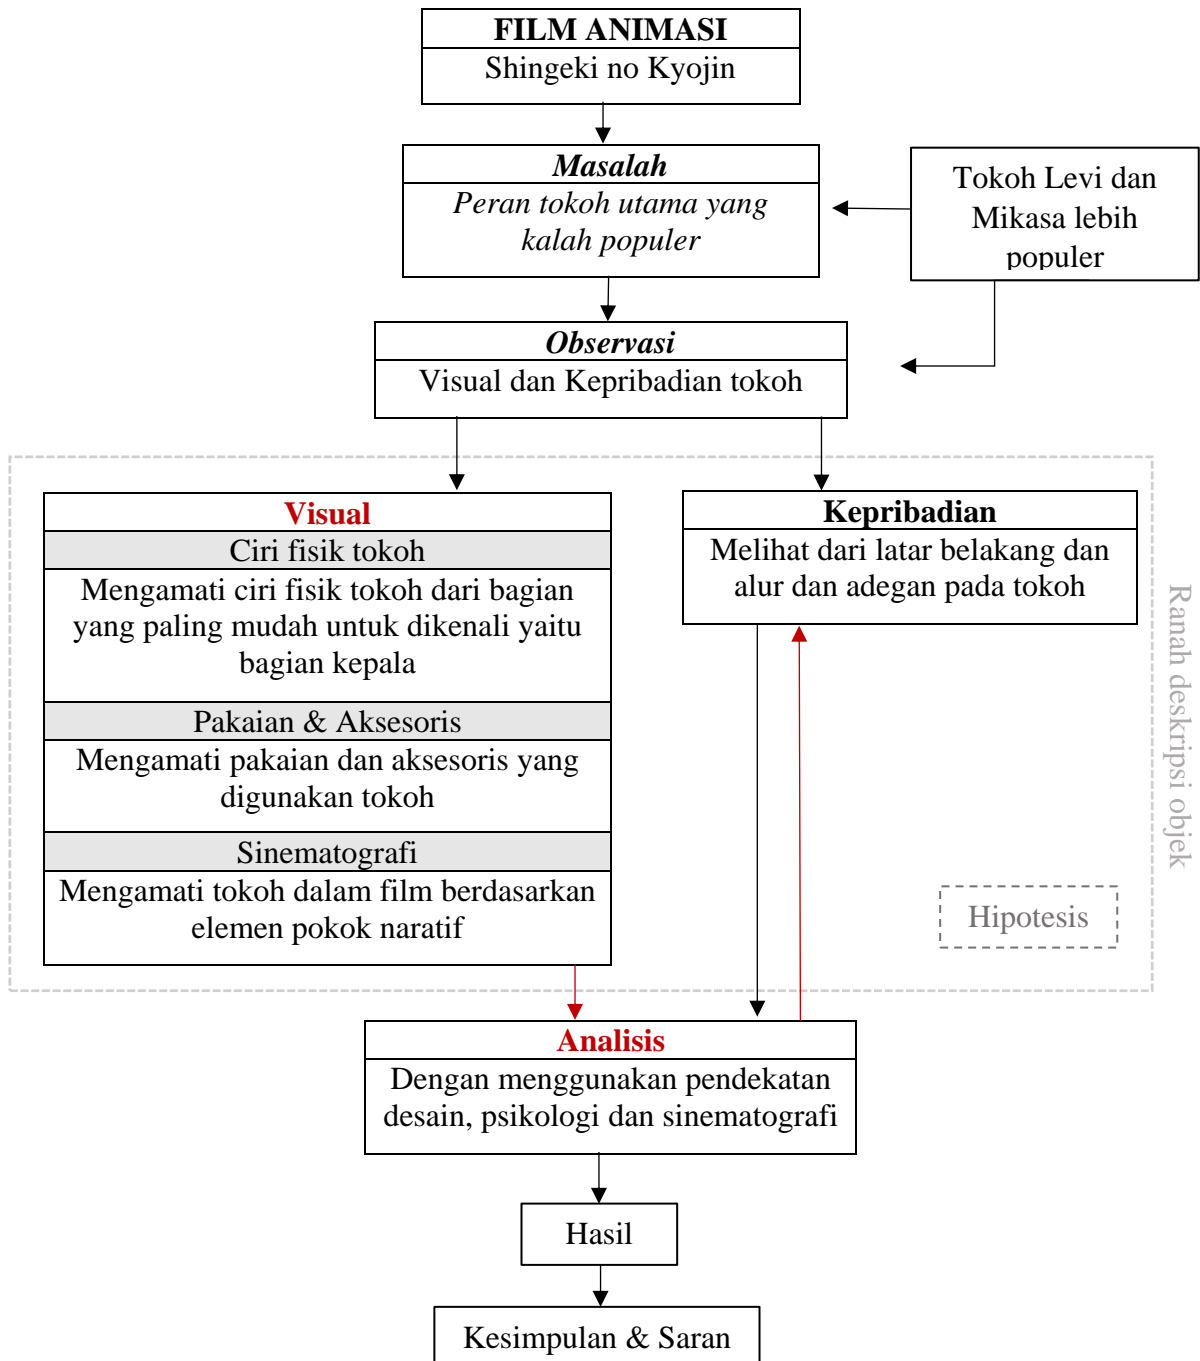 FILM ANIMASI
Shingeki no Kyojin
Masalah
Peran tokoh utama yang
kalah populer
Tokoh Levi dan
Mikasa lebih
populer
Observasi
Visual dan Kepribadian tokoh
Visual
Ciri fisik tokoh
Mengamati ciri fisik tokoh dari bagian
yang paling mudah untuk dikenali yaitu
bagian kepala
Pakaian & Aksesoris
Mengamati pakaian dan aksesoris yang
digunakan tokoh
Sinematografi
Mengamati tokoh dalam film berdasarkan
elemen pokok naratif
Kepribadian
Melihat dari latar belakang dan
alur dan adegan pada tokoh
Ranah deskripsi objek
Hipotesis
Analisis
Dengan menggunakan pendekatan
desain, psikologi dan sinematografi
Hasil
Kesimpulan & Saran